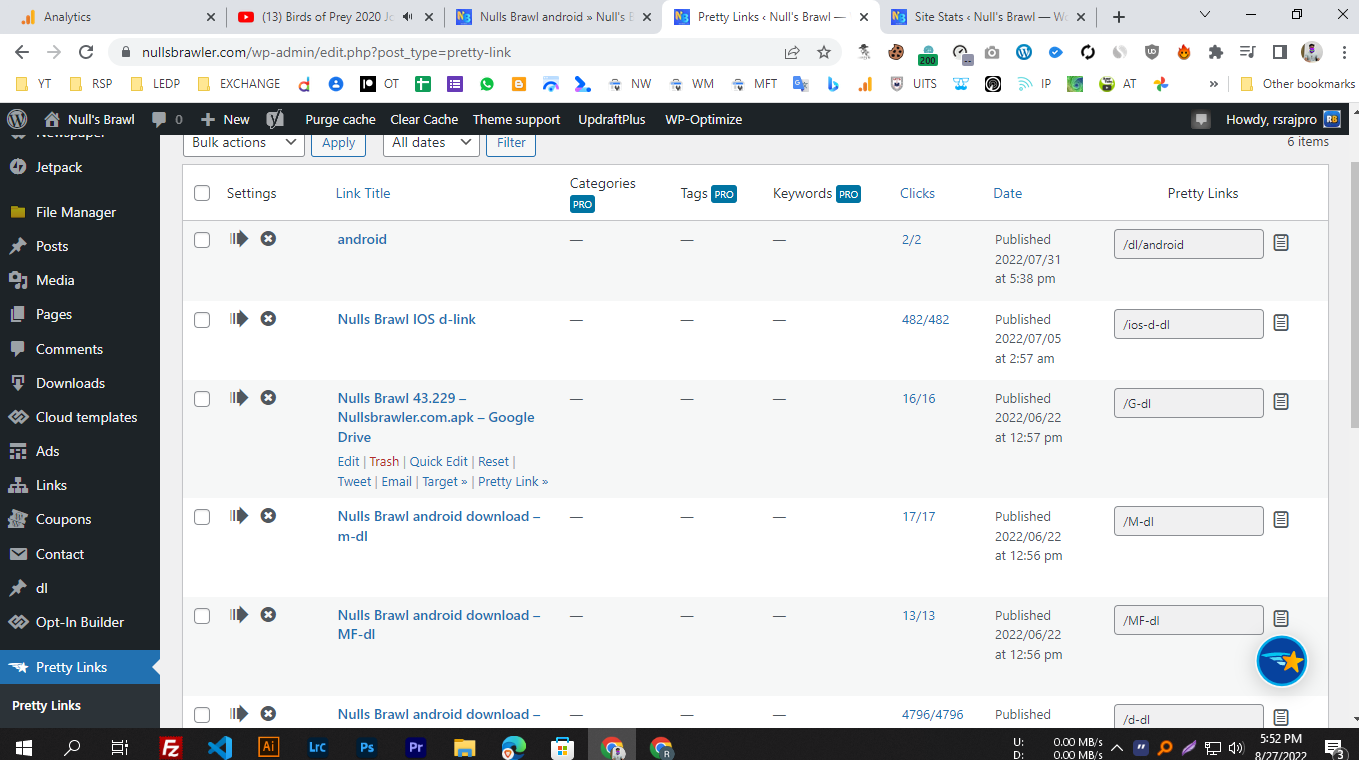 Analytics
(13) Birds of Prey 2020 Jo
Nulls Brawl android » Null's B
Pretty Links ‹ Null's Brawl — W
Site Stats ‹ Null's Brawl — Wo
nullsbrawler.com/wp-admin/edit.php?post_type=pretty-link
200
YT
RSP
LEDP
EXCHANGE
OT
NW
WM
MFT
UITS
IP
AT
»
Other bookmarks
Null's Brawl
0
New
Purge cache
Clear Cache
Theme support
UpdraftPlus
WP-Optimize
Howdy, rsrajpro
RB
Newspaper
Jetpack
File Manager
Posts
Media
Pages
Comments
Downloads
Cloud templates
Ads
Links
Coupons
Contact
dl
Opt-In Builder
Pretty Links
Pretty Links
Bulk actions
Apply
All dates
Filter
6 items
Settings
Link Title
Categories
PRO
Tags PRO
Keywords PRO
Clicks
Date
Pretty Links
android
—
—
—
2/2
Published
2022/07/31
at 5:38 pm
/dl/android
Nulls Brawl IOS d-link
—
—
—
482/482
Published
2022/07/05
at 2:57 am
/ios-d-dl
Nulls Brawl 43.229 –
Nullsbrawler.com.apk – Google
Drive
Edit | Trash | Quick Edit | Reset |
Tweet | Email | Target » | Pretty Link »
—
—
—
16/16
Published
2022/06/22
at 12:57 pm
/G-dl
Nulls Brawl android download –
m-dl
—
—
—
17/17
Published
2022/06/22
at 12:56 pm
/M-dl
Nulls Brawl android download –
MF-dl
—
—
—
13/13
Published
2022/06/22
at 12:56 pm
/MF-dl
Nulls Brawl android download –
—
—
—
4796/4796
Published
/d-dl
Fz
Ai
Lrc
Ps
Pr
U:
0.00 MB/s
D:
0.00 MB/s
5:52 PM
8/27/2022
3